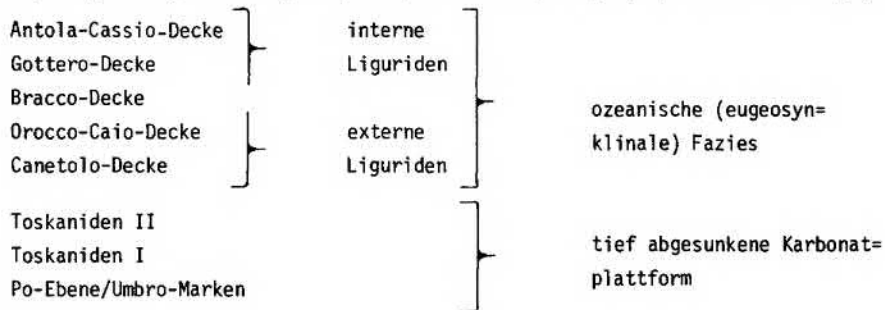 Antola-Cassio-Decke interne
Gottero-Decke Liguriden
Bracco-Decke
ozeanische (eugeosyn=
Orocco-Caio-Decke externe
klinale) Fazies
Canetolo-Decke Liguriden
Toskaniden II
Toskaniden I
tief abgesunkene Karbonat=
plattform
Po-Ebene/Umbro-Marken